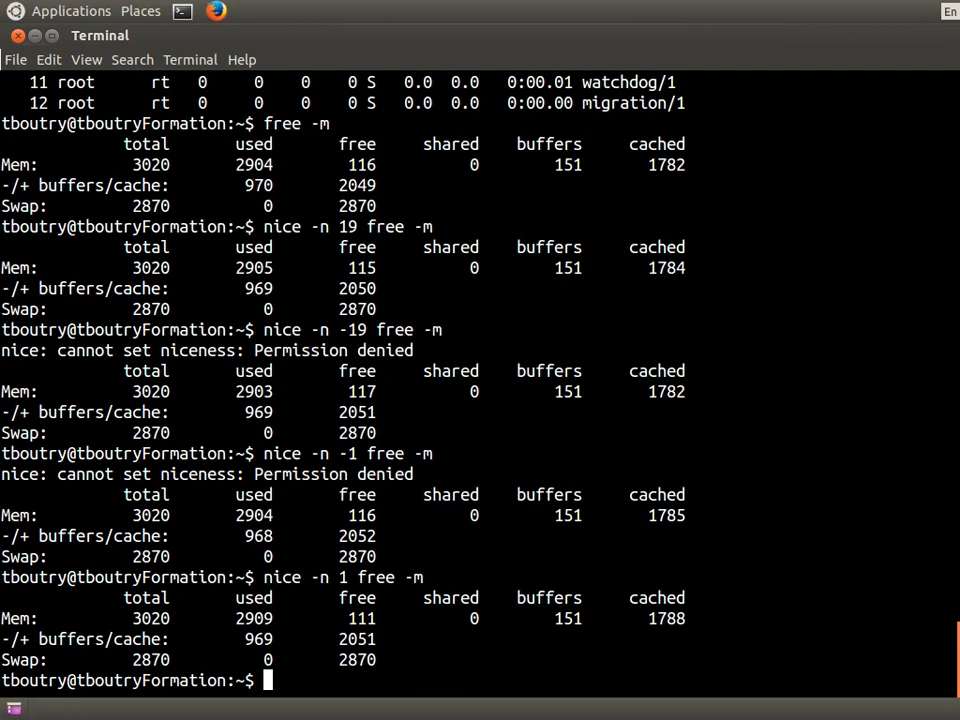 Applications Places En
Terminal
File Edit View Search Terminal Help
11 root rt 0 0 0 0 S 0.0 0.0 0:00.01 watchdog/1
12 root rt 0 0 0 0 S 0.0 0.0 0:00.00 migration/1
tboutry@tboutryFormation:~$ free -m
total used free shared buffers cached
Mem: 3020 2904 116 0 151 1782
-/+ buffers/cache: 970 2049
Swap: 2870 0 2870
tboutry@tboutryFormation:~$ nice -n 19 free -m
total used free shared buffers cached
Mem: 3020 2905 115 0 151 1784
-/+ buffers/cache: 969 2050
Swap: 2870 0 2870
tboutry@tboutryFormation:~$ nice -n -19 free -m
nice: cannot set niceness: Permission denied
total used free shared buffers cached
Mem: 3020 2903 117 0 151 1782
-/+ buffers/cache: 969 2051
Swap: 2870 0 2870
tboutry@tboutryFormation:~$ nice -n -1 free -m
nice: cannot set niceness: Permission denied
total used free shared buffers cached
Mem: 3020 2904 116 0 151 1785
-/+ buffers/cache: 968 2052
Swap: 2870 0 2870
tboutry@tboutryFormation:~$ nice -n 1 free -m
total used free shared buffers cached
Mem: 3020 2909 111 0 151 1788
-/+ buffers/cache: 969 2051
Swap: 2870 0 2870
tboutry@tboutryFormation:~$